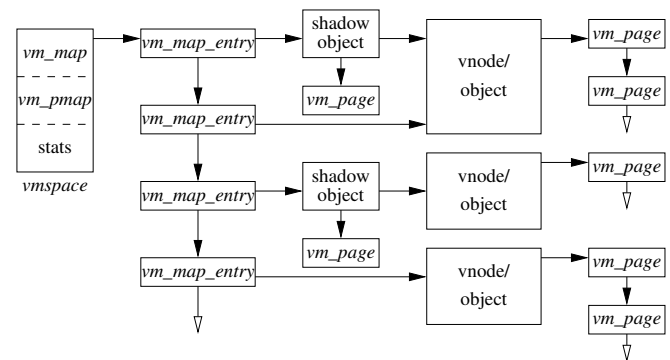 vm_map
vm_pmap
stats
vmspace
vm_map_entry
vm_map_entry
vm_map_entry
vm_map_entry
shadow
object
vm_page
shadow
object
vm_page
vnode/
object
vnode/
object
vnode/
object
vm_page
vm_page
vm_page
vm_page
vm_page